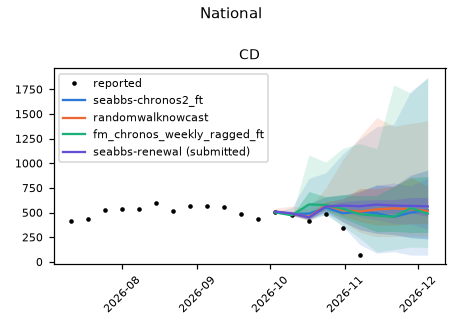 National
CD
reported
seabbs-chronos2_ft
randomwalknowcast
fm_chronos_weekly_ragged_ft
seabbs-renewal (submitted)
1750
1500
1250
1000
750
500
250
0
2026-08
2026-09
2026-10
2026-11
2026-12